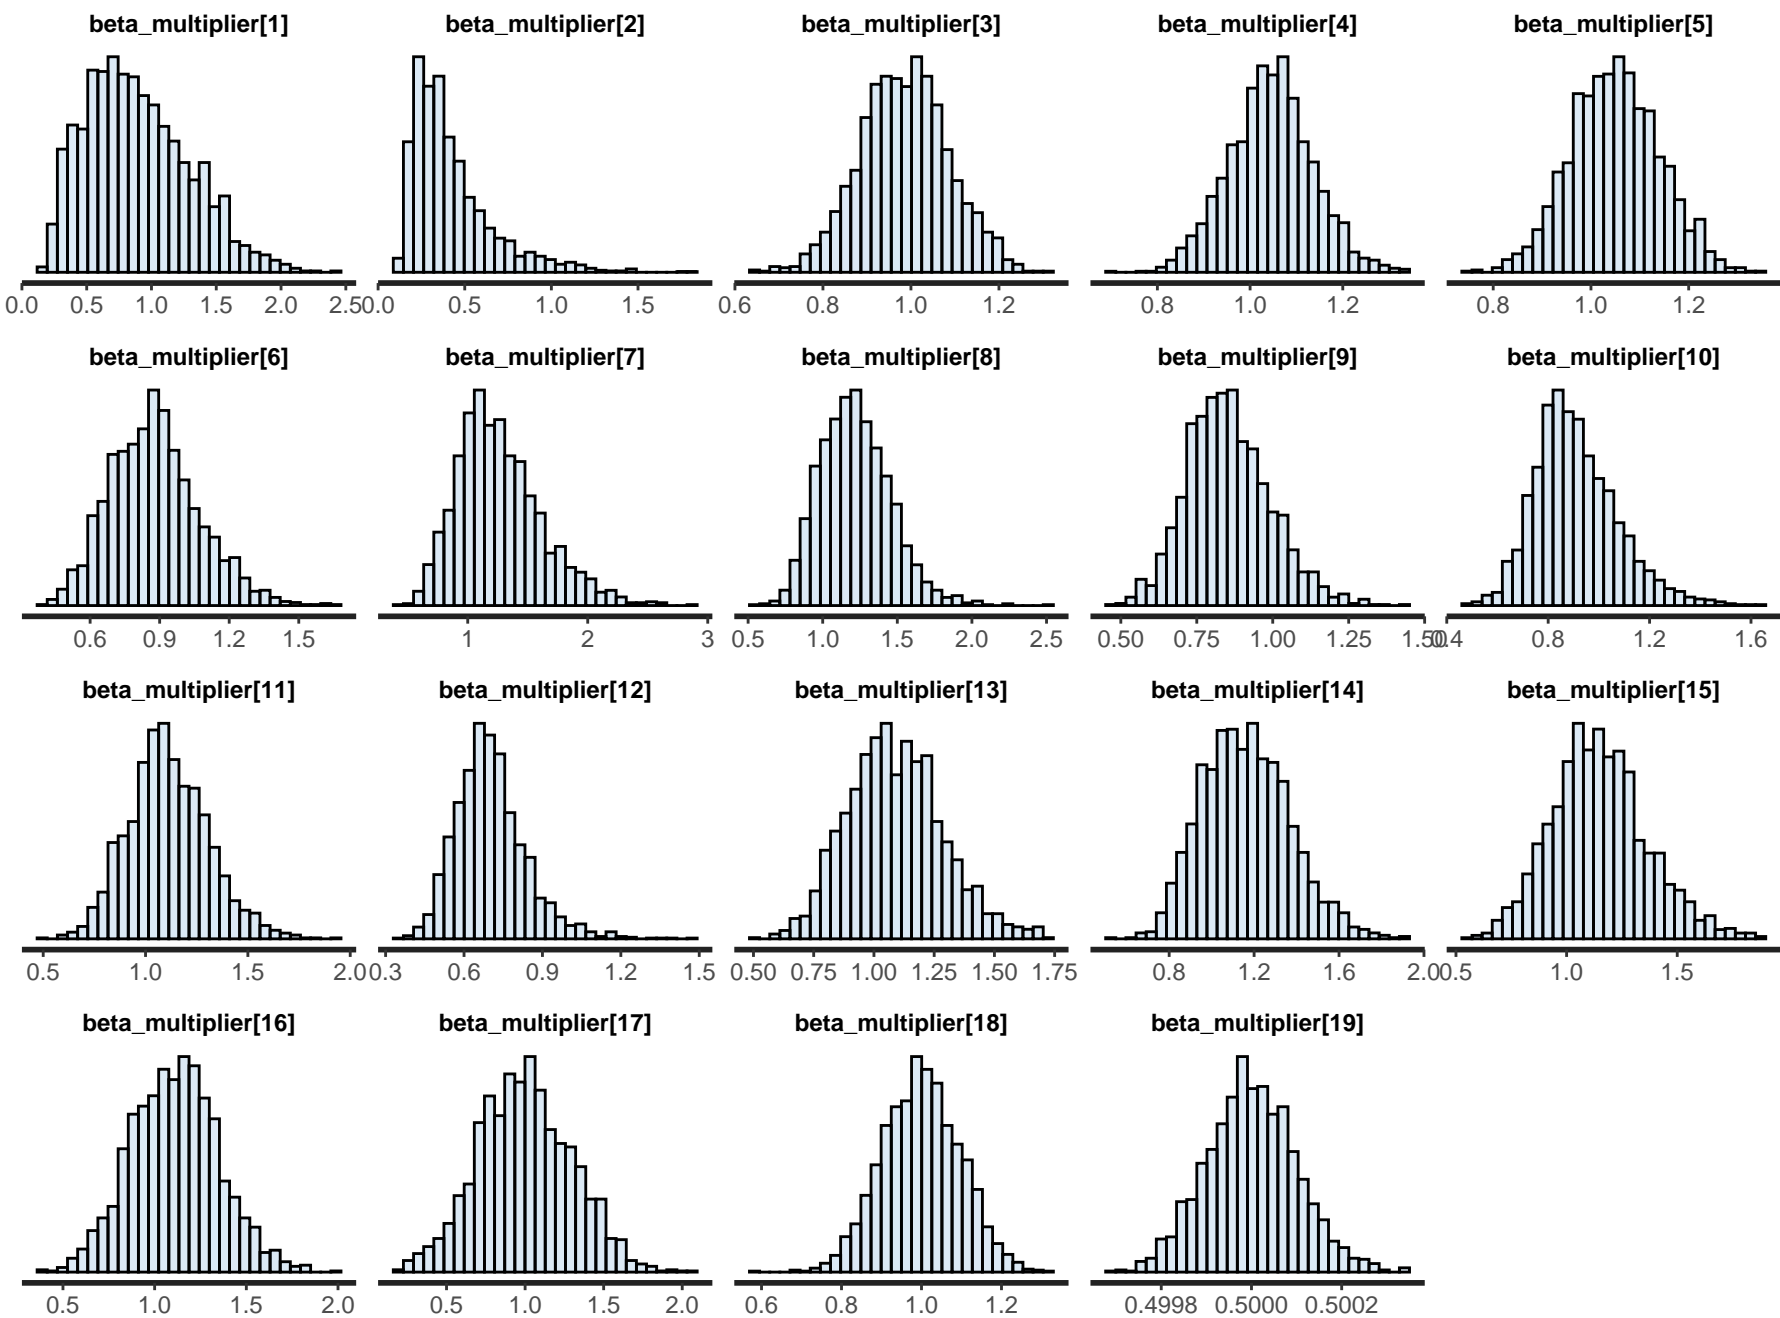 beta_multiplier[1] beta_multiplier[2] beta_multiplier[3] beta_multiplier[4] beta_multiplier[5]
0.0 0.5 1.0 1.5 2.0 2.5 0.0 0.5 1.0 1.5 0.6 0.8 1.0 1.2 0.8 1.0 1.2 0.8 1.0 1.2
beta_multiplier[6] beta_multiplier[7] beta_multiplier[8] beta_multiplier[9] beta_multiplier[10]
0.6 0.9 1.2 1.5 1 2 3 0.5 1.0 1.5 2.0 2.5 0.50 0.75 1.00 1.25 1.50 0.4 0.8 1.2 1.6
beta_multiplier[11] beta_multiplier[12] beta_multiplier[13] beta_multiplier[14] beta_multiplier[15]
0.5 1.0 1.5 2.0 0.3 0.6 0.9 1.2 1.5 0.50 0.75 1.00 1.25 1.50 1.75 0.8 1.2 1.6 2.0 0.5 1.0 1.5
beta_multiplier[16] beta_multiplier[17] beta_multiplier[18] beta_multiplier[19]
0.5 1.0 1.5 2.0 0.5 1.0 1.5 2.0 0.6 0.8 1.0 1.2 0.4998 0.5000 0.5002